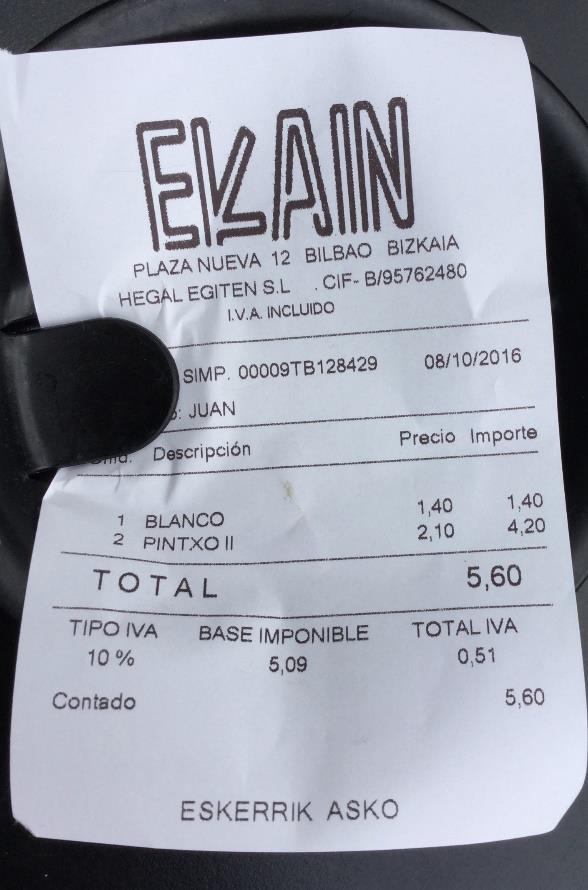 EKAIN
PLAZA NUEVA 12 BILBAO BIZKAIA
HEGAL EGITEN S.L . CIF- B/95762480
I.V.A. INCLUIDO
SIMP. 00009TB128429 08/10/2016
: JUAN
Descripción Precio Importe
1 BLANCO 1,40 1,40
2 PINTXO II 2,10 4,20
TOTAL 5,60
TIPO IVA BASE IMPONIBLE TOTAL IVA
10 % 5,09 0,51
Contado 5,60
ESKERRIK ASKO